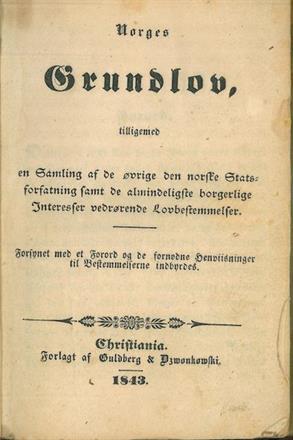 Norges
Grundlov,
tilligemed
en Samling af de øvrige den norske Stats-
forfatning samt de almindeligste borgerlige
Interesser vedrørende Lovbestemmelser.
Forsynet med et Forord og de fornødne Henviisninger
til Bestemmelserne indbyrdes.
Christiania.
Forlagt af Guldberg & Dzwonkowski.
1843.